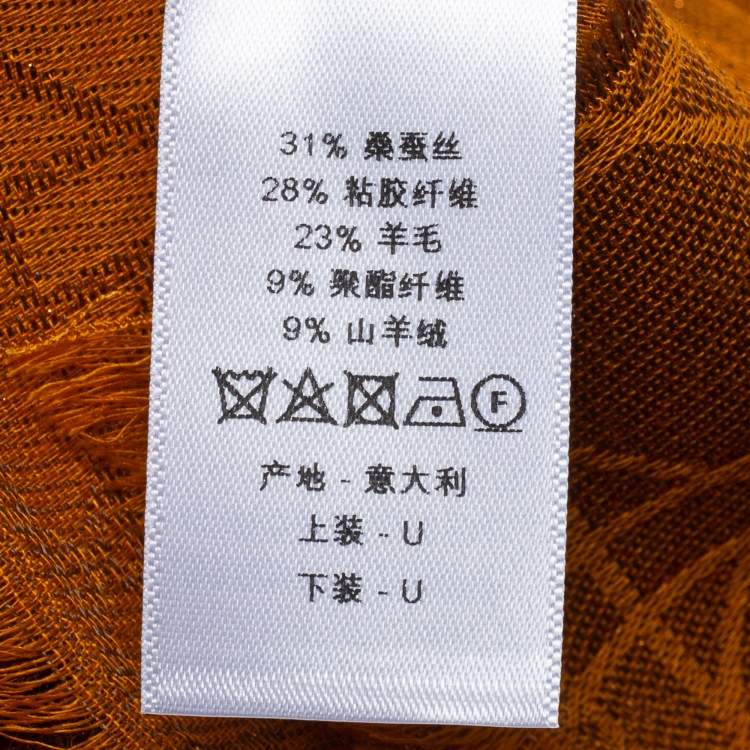 31% 桑蚕丝
28% 粘胶纤维
23% 羊毛
9% 聚酯纤维
9% 山羊绒
F
产地 - 意大利
上装 - U
下装 - U